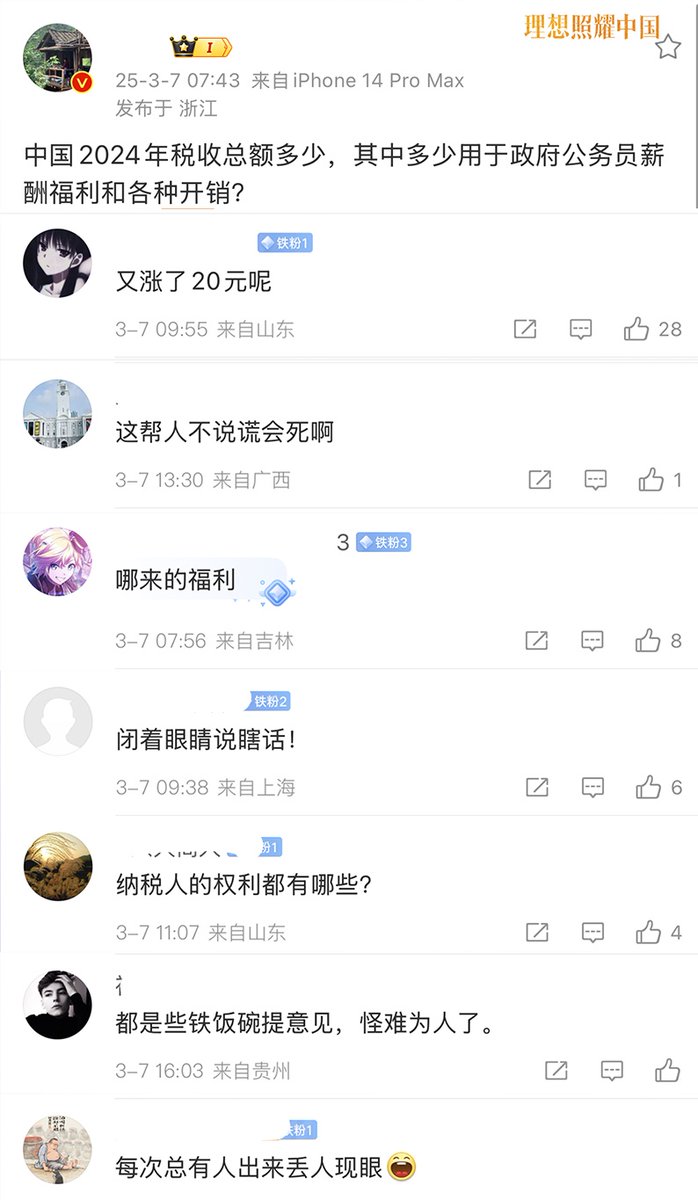 理想照耀中国
I
25-3-7 07:43 来自iPhone 14 Pro Max
发布于 浙江
中国2024年税收总额多少，其中多少用于政府公务员薪
酬福利和各种开销？
铁粉1
又涨了20元呢
3-7 09:55 来自山东
28
这帮人不说谎会死啊
3-7 13:30 来自广西
1
3 铁粉3
哪来的福利
3-7 07:56 来自吉林
8
铁粉2
闭着眼睛说瞎话！
3-7 09:38 来自上海
6
粉1
纳税人的权利都有哪些？
3-7 11:07 来自山东
4
都是些铁饭碗提意见，怪难为人了。
3-7 16:03 来自贵州
铁粉1
每次总有人出来丢人现眼